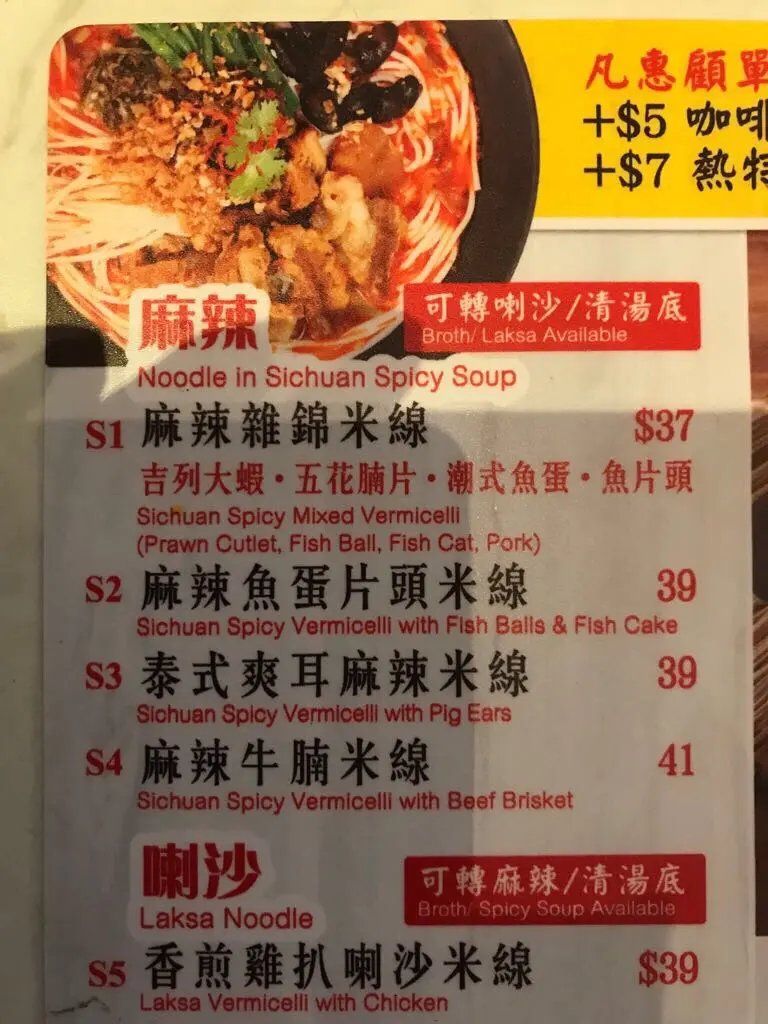 凡惠顧單
+$5 咖啡
+$7 熱特
麻辣
可轉喇沙/清湯底
Broth/ Laksa Available
Noodle in Sichuan Spicy Soup
S1 麻辣雜錦米線 $37
吉列大蝦·五花腩片·潮式魚蛋·魚片頭
Sichuan Spicy Mixed Vermicelli
(Prawn Cutlet, Fish Ball, Fish Cat, Pork)
S2 麻辣魚蛋片頭米線 39
Sichuan Spicy Vermicelli with Fish Balls & Fish Cake
S3 泰式爽耳麻辣米線 39
Sichuan Spicy Vermicelli with Pig Ears
S4 麻辣牛腩米線 41
Sichuan Spicy Vermicelli with Beef Brisket
喇沙
可轉麻辣/清湯底
Broth/ Spicy Soup Available
Laksa Noodle
S5 香煎雞扒喇沙米線 $39
Laksa Vermicelli with Chicken